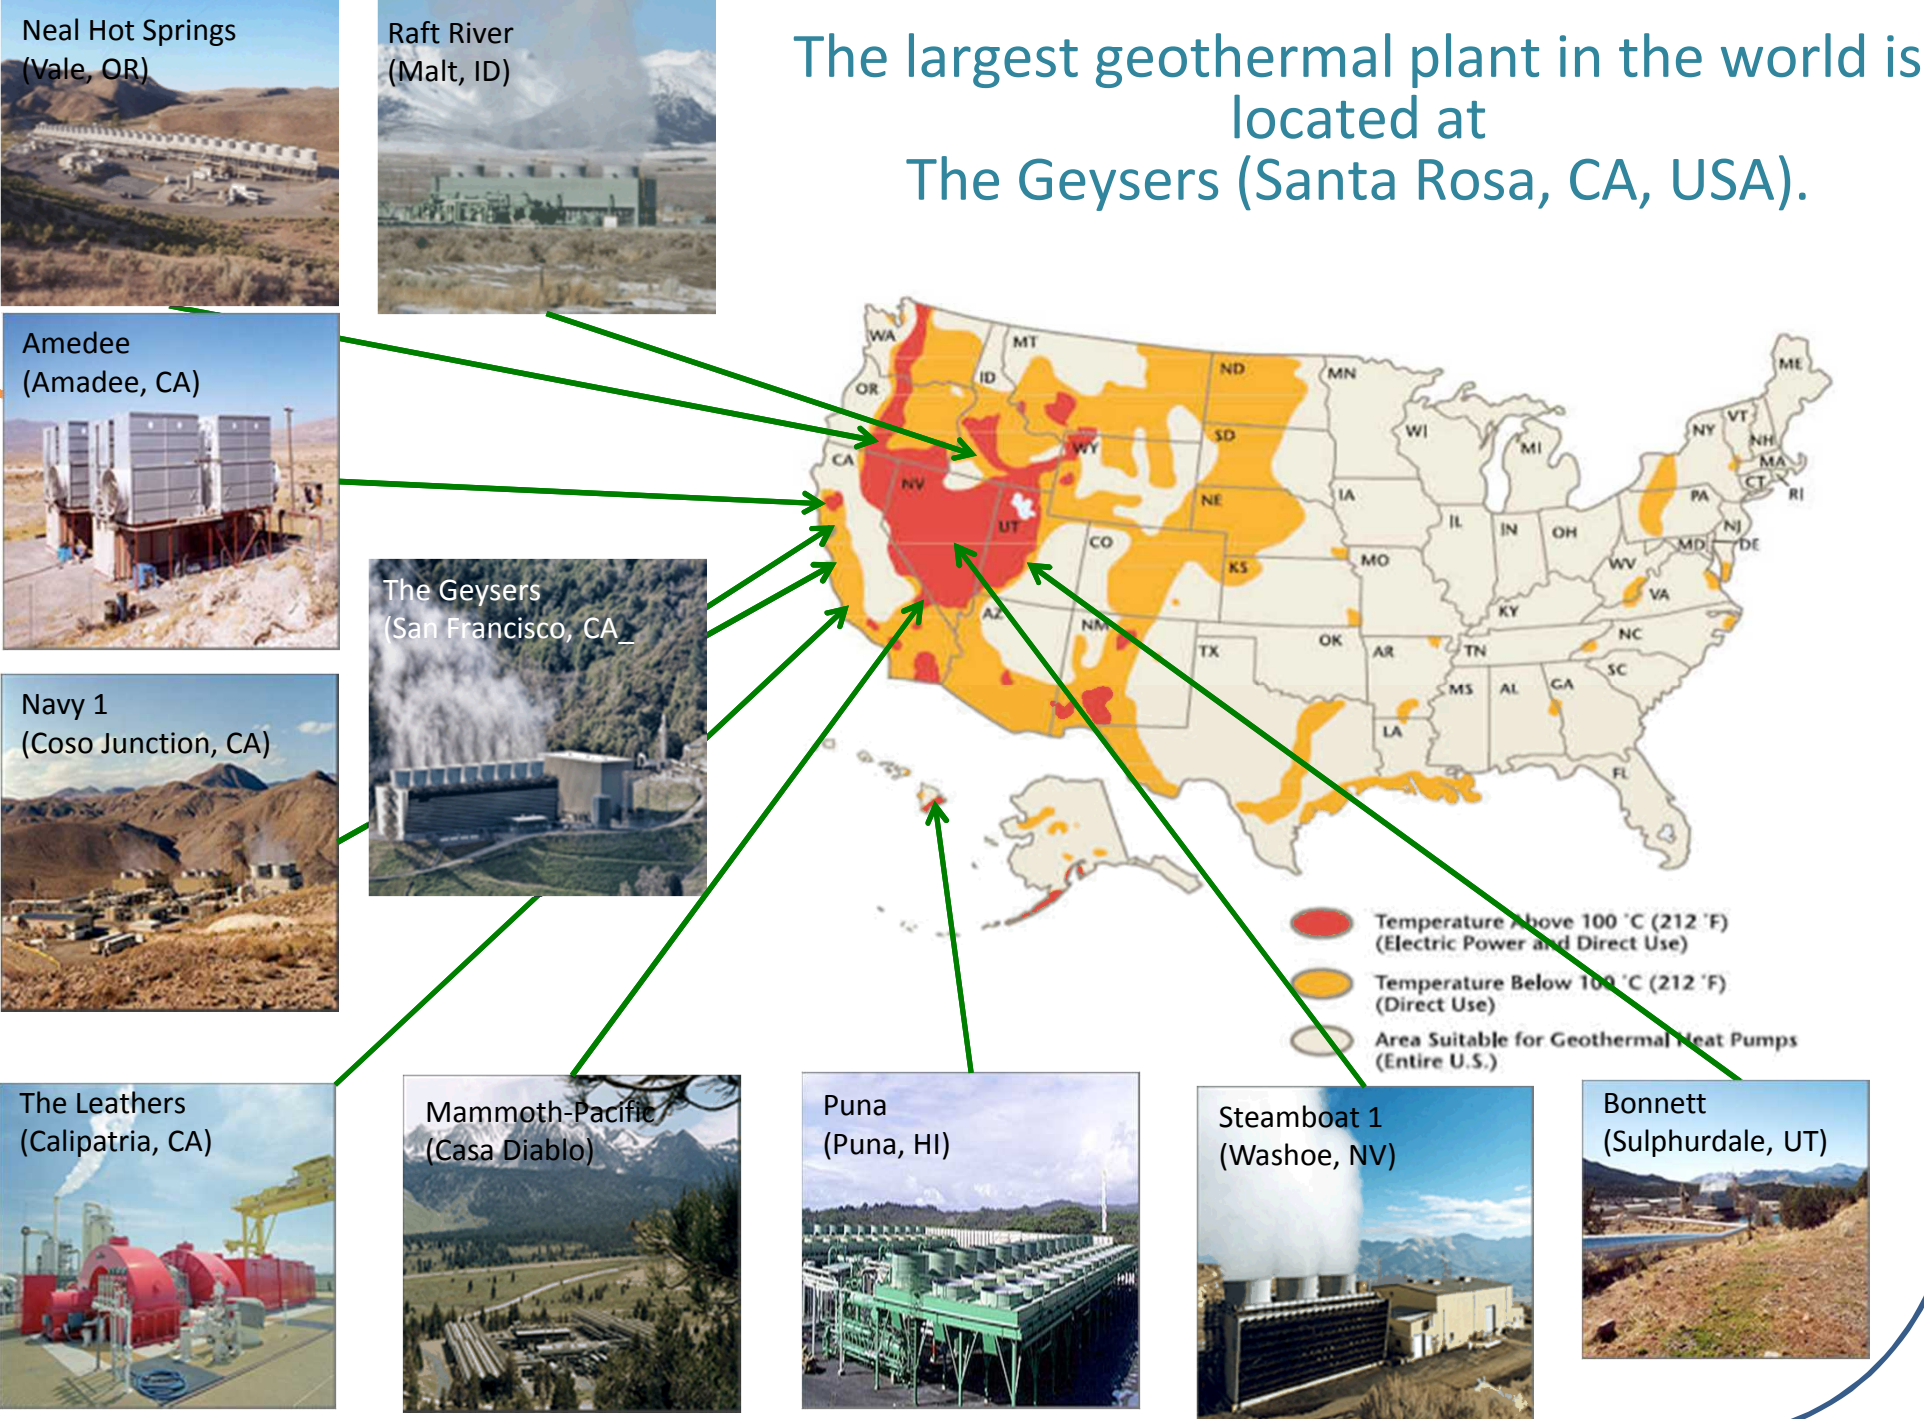 Neal Hot Springs
(Vale, OR)
Raft River
(Malt, ID)
The largest geothermal plant in the world is
located at
The Geysers (Santa Rosa, CA, USA).
Amedee
(Amadee, CA)
The Geysers
(San Francisco, CA_
Navy 1
(Coso Junction, CA)
WA
MT
ND
MN
ME
ID
OR
VT
NY
NH
WI
MI
SD
WY
CA
MA
CT
RI
NV
IA
PA
NE
UT
IL
IN
OH
NJ
CO
MD
DE
MO
KS
WV
VA
KY
AZ
NM
NC
OK
TX
AR
TN
SC
MS
AL
GA
LA
FL
Temperature Above 100 °C (212 °F)
(Electric Power and Direct Use)
Temperature Below 100 °C (212 °F)
(Direct Use)
Area Suitable for Geothermal Heat Pumps
(Entire U.S.)
The Leathers
(Calipatria, CA)
Mammoth-Pacific
(Casa Diablo)
Puna
(Puna, HI)
Steamboat 1
(Washoe, NV)
Bonnett
(Sulphurdale, UT)